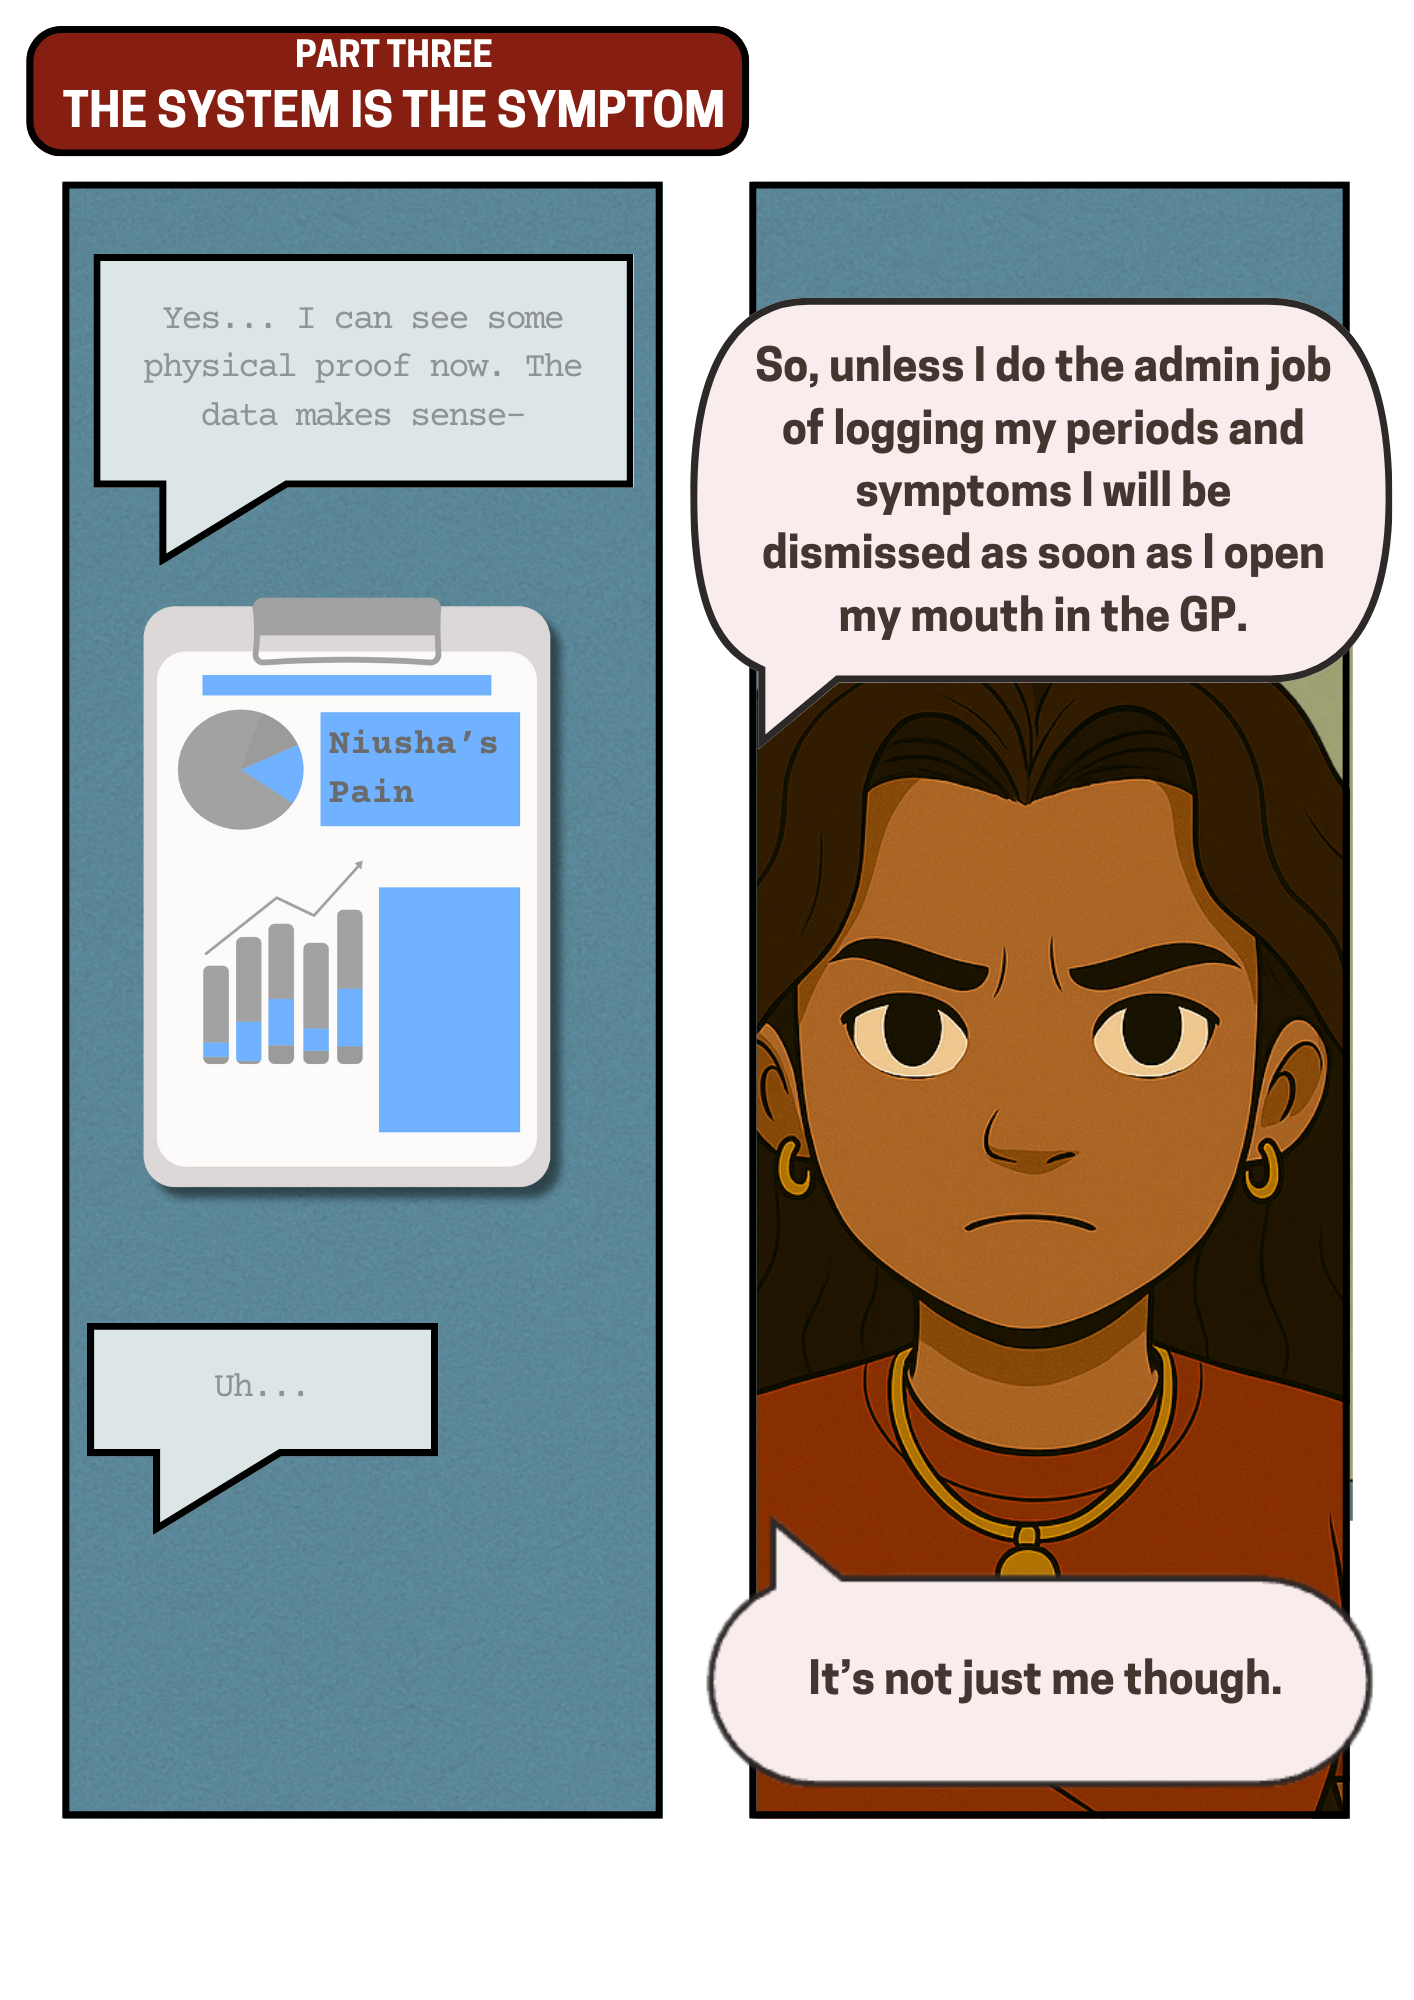 PART THREE
THE SYSTEM IS THE SYMPTOM
Yes... I can see some
physical proof now. The
data makes sense-
Niusha's
Pain
Uh...
So, unless I do the admin job
of logging my periods and
symptoms I will be
dismissed as soon as I open
my mouth in the GP.
It's not just me though.